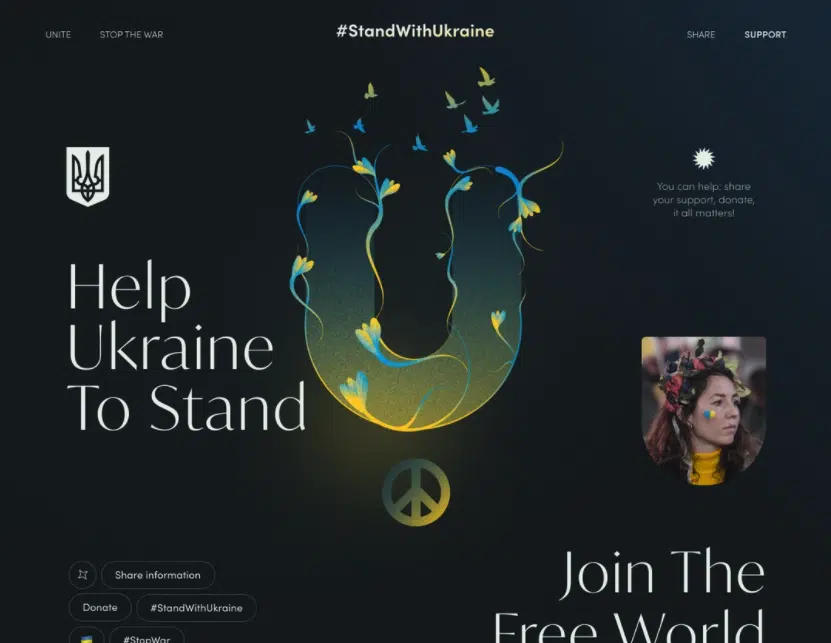 UNITE
STOP THE WAR
#StandWithUkraine
SHARE
SUPPORT
You can help: share
your support, donate,
it all matters!
Help
Ukraine
To Stand
Share information
Donate
#StandWithUkraine
#StopWar
Join The
Free World